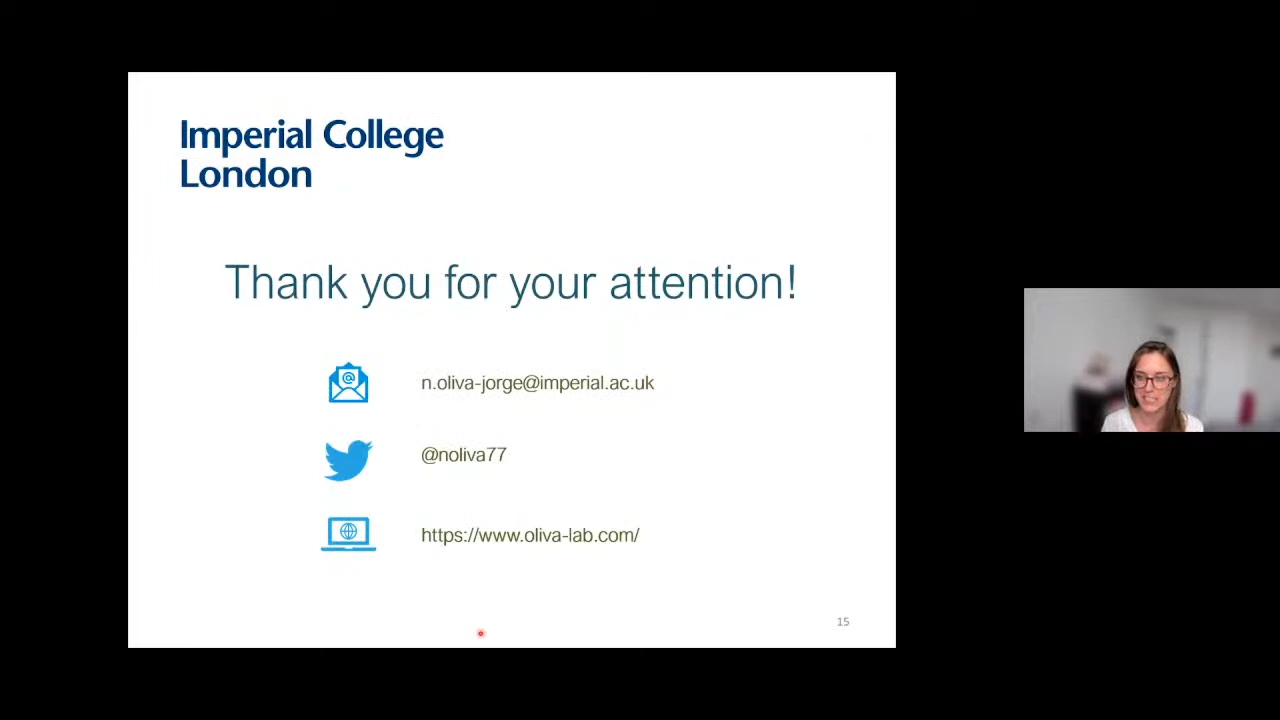 Imperial College
London
Thank you for your attention!
n.oliva-jorge@imperial.ac.uk
@noliva77
https://www.oliva-lab.com/
15